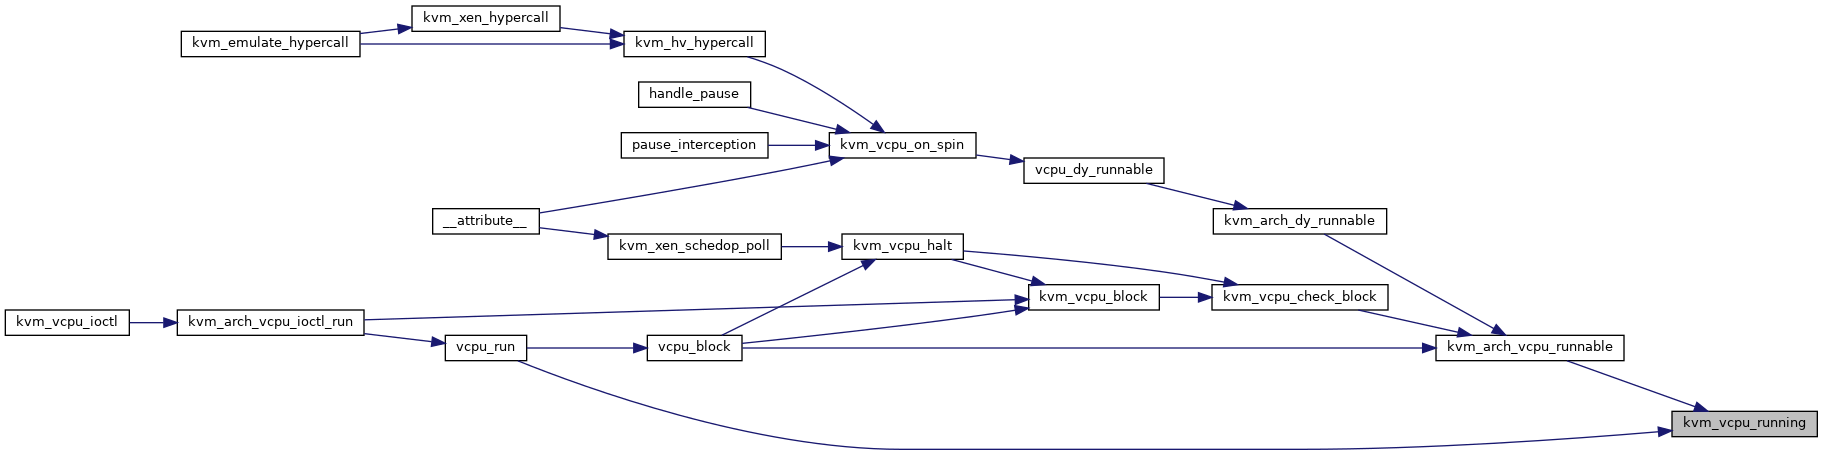 kvm_xen_hypercall
kvm_emulate_hypercall
kvm_hv_hypercall
handle_pause
pause_interception
kvm_vcpu_on_spin
vcpu_dy_runnable
__attribute__
kvm_arch_dy_runnable
kvm_xen_schedop_poll
kvm_vcpu_halt
kvm_vcpu_block
kvm_vcpu_check_block
kvm_vcpu_ioctl
kvm_arch_vcpu_ioctl_run
vcpu_run
vcpu_block
kvm_arch_vcpu_runnable
kvm_vcpu_running